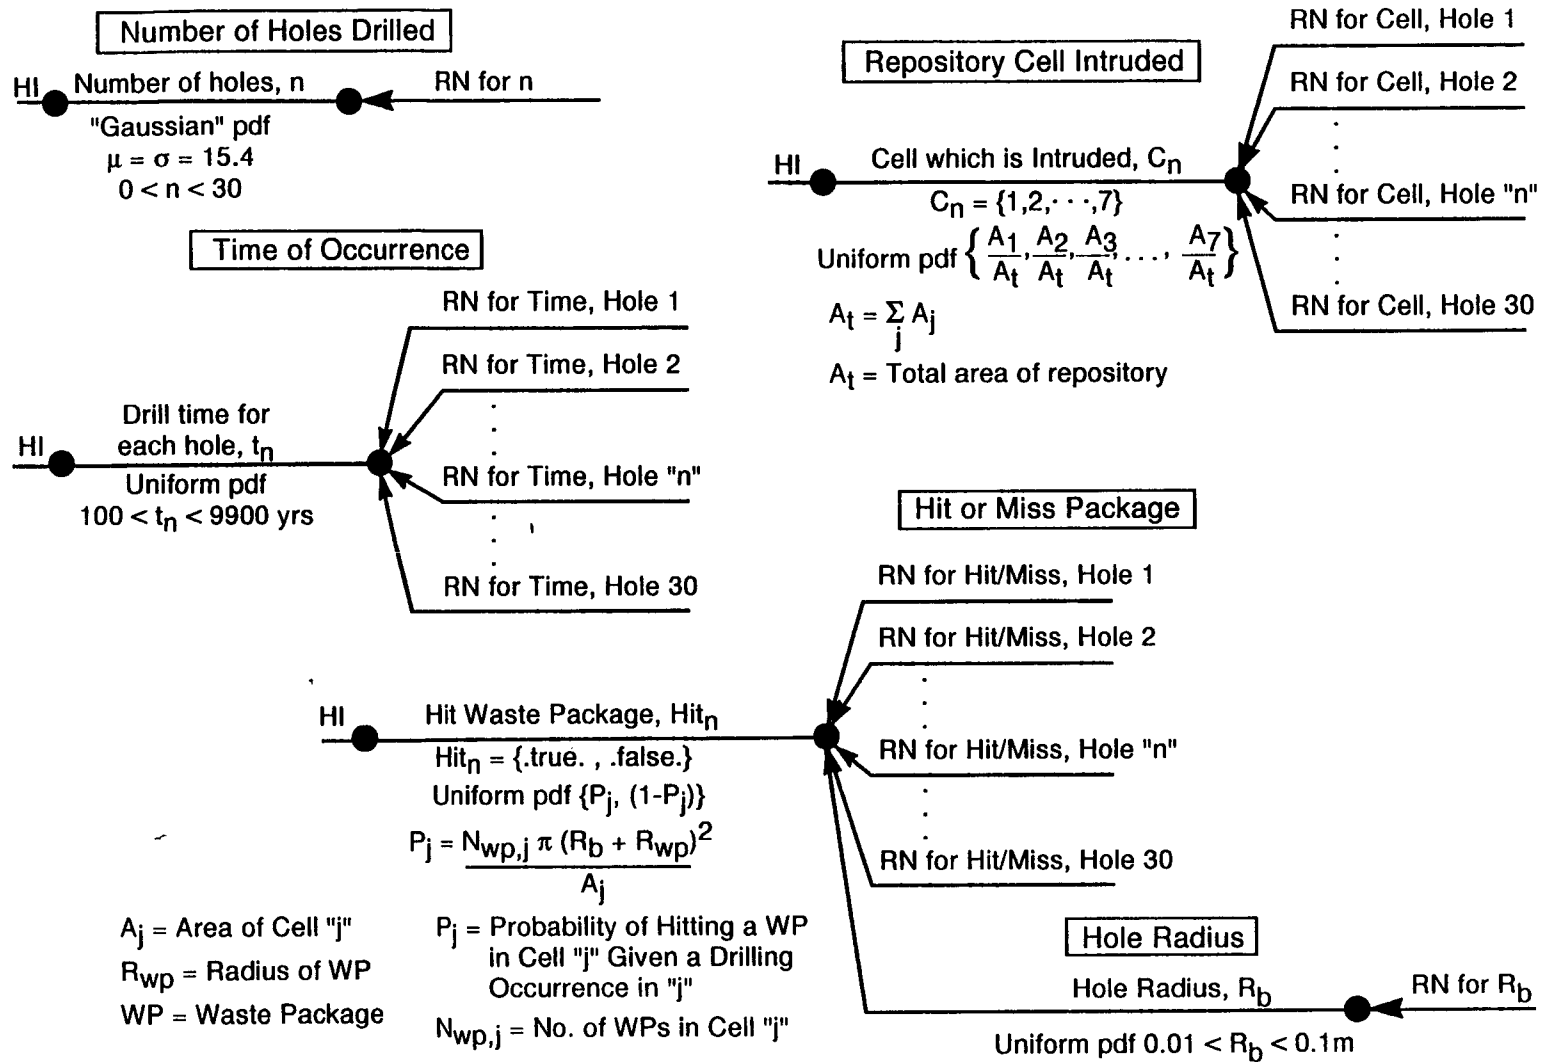 Number of Holes Drilled
HI
Number of holes, n
RN for n
"Gaussian" pdf
μ = σ = 15.4
0 < n < 30
Repository Cell Intruded
RN for Cell, Hole 1
RN for Cell, Hole 2
HI
Cell which is Intruded, Cn
RN for Cell, Hole "n"
Cn = {1,2,· · ·,7}
Uniform pdf { A1/At, A2/At, A3/At, . . . , A7/At }
RN for Cell, Hole 30
At = Σj Aj
At = Total area of repository
Time of Occurrence
RN for Time, Hole 1
RN for Time, Hole 2
Drill time for
each hole, tn
HI
RN for Time, Hole "n"
Uniform pdf
100 < tn < 9900 yrs
RN for Time, Hole 30
Hit or Miss Package
RN for Hit/Miss, Hole 1
RN for Hit/Miss, Hole 2
HI
Hit Waste Package, Hitn
RN for Hit/Miss, Hole "n"
Hitn = {.true. , .false.}
Uniform pdf {Pj, (1-Pj)}
Pj = Nwp,j π (Rb + Rwp)2
Aj
RN for Hit/Miss, Hole 30
Aj = Area of Cell "j"
Rwp = Radius of WP
WP = Waste Package
Pj = Probability of Hitting a WP
in Cell "j" Given a Drilling
Occurrence in "j"
Nwp,j = No. of WPs in Cell "j"
Hole Radius
Hole Radius, Rb
RN for Rb
Uniform pdf 0.01 < Rb < 0.1m